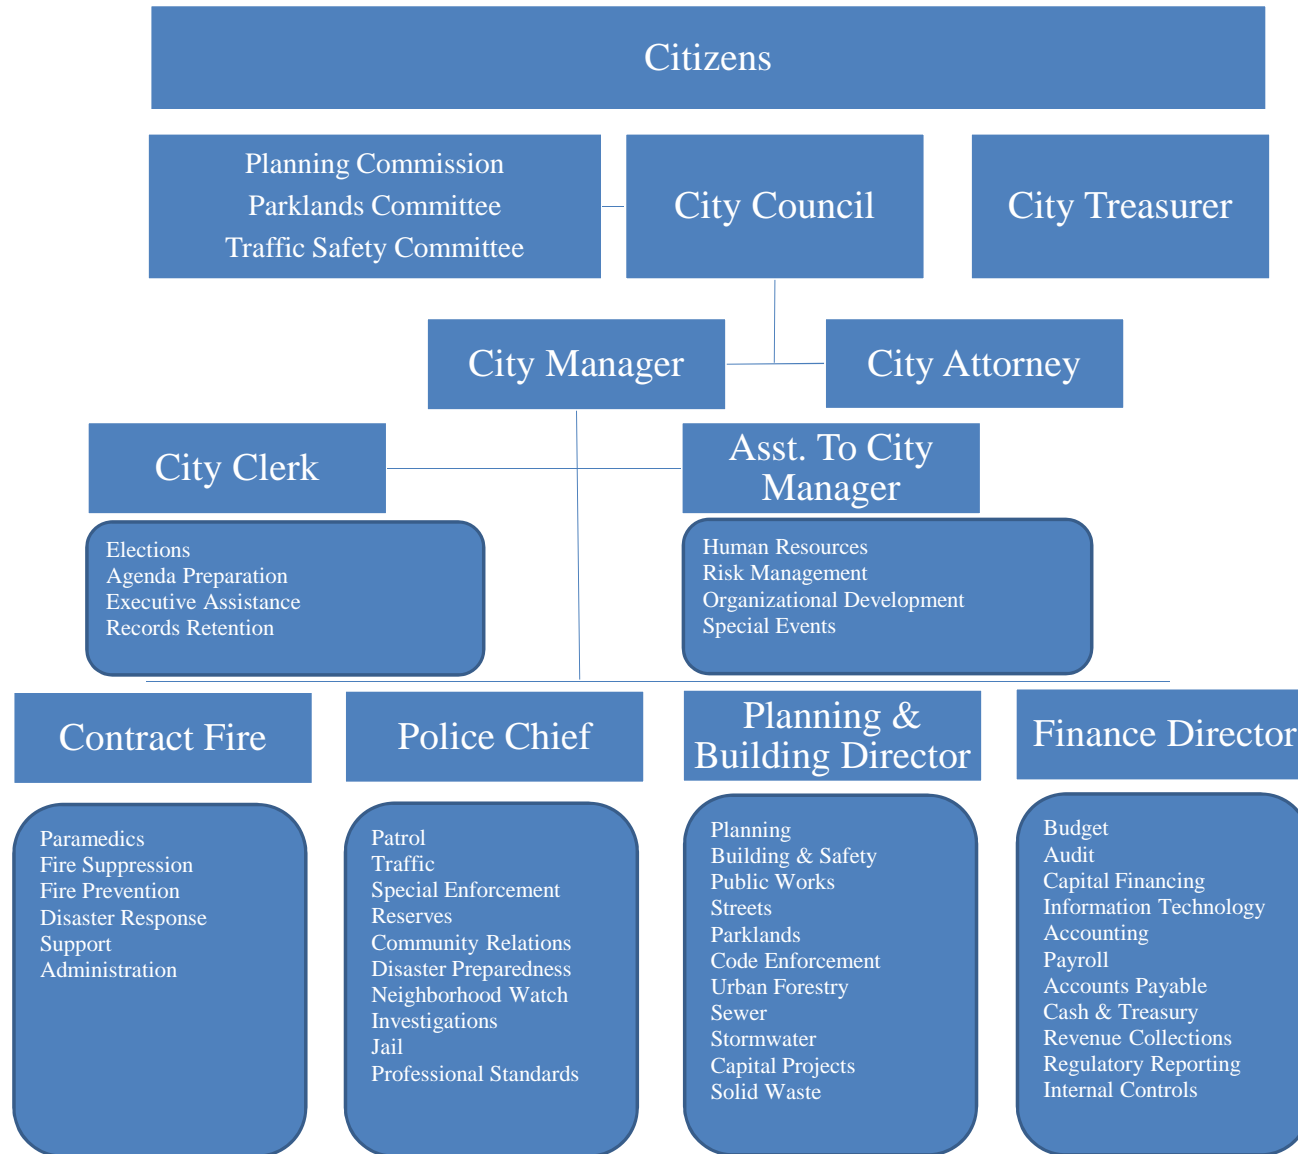 Citizens
Planning Commission
Parklands Committee
Traffic Safety Committee
City Council
City Treasurer
City Manager
City Attorney
City Clerk
Asst. To City
Manager
Elections
Agenda Preparation
Executive Assistance
Records Retention
Human Resources
Risk Management
Organizational Development
Special Events
Contract Fire
Police Chief
Planning &
Building Director
Finance Director
Paramedics
Fire Suppression
Fire Prevention
Disaster Response
Support
Administration
Patrol
Traffic
Special Enforcement
Reserves
Community Relations
Disaster Preparedness
Neighborhood Watch
Investigations
Jail
Professional Standards
Planning
Building & Safety
Public Works
Streets
Parklands
Code Enforcement
Urban Forestry
Sewer
Stormwater
Capital Projects
Solid Waste
Budget
Audit
Capital Financing
Information Technology
Accounting
Payroll
Accounts Payable
Cash & Treasury
Revenue Collections
Regulatory Reporting
Internal Controls